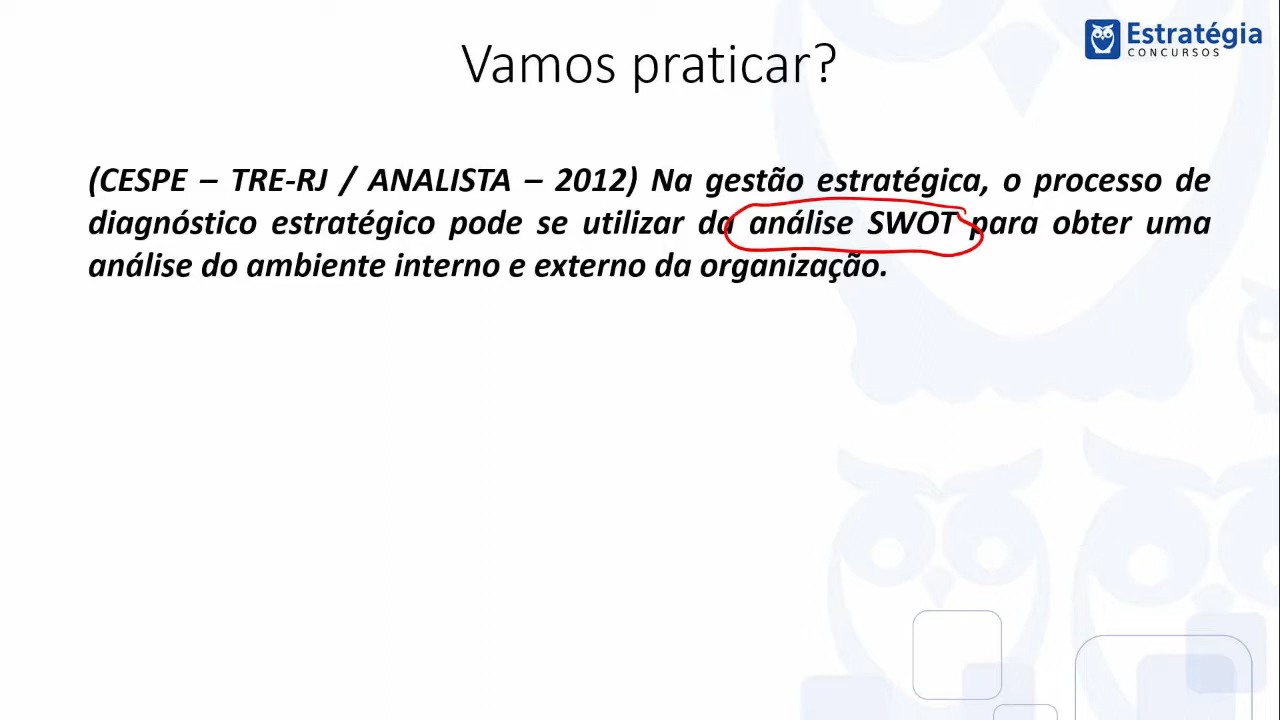 Estratégia
CONCURSOS
Vamos praticar?
(CESPE – TRE-RJ / ANALISTA – 2012) Na gestão estratégica, o processo de
diagnóstico estratégico pode se utilizar da análise SWOT para obter uma
análise do ambiente interno e externo da organização.